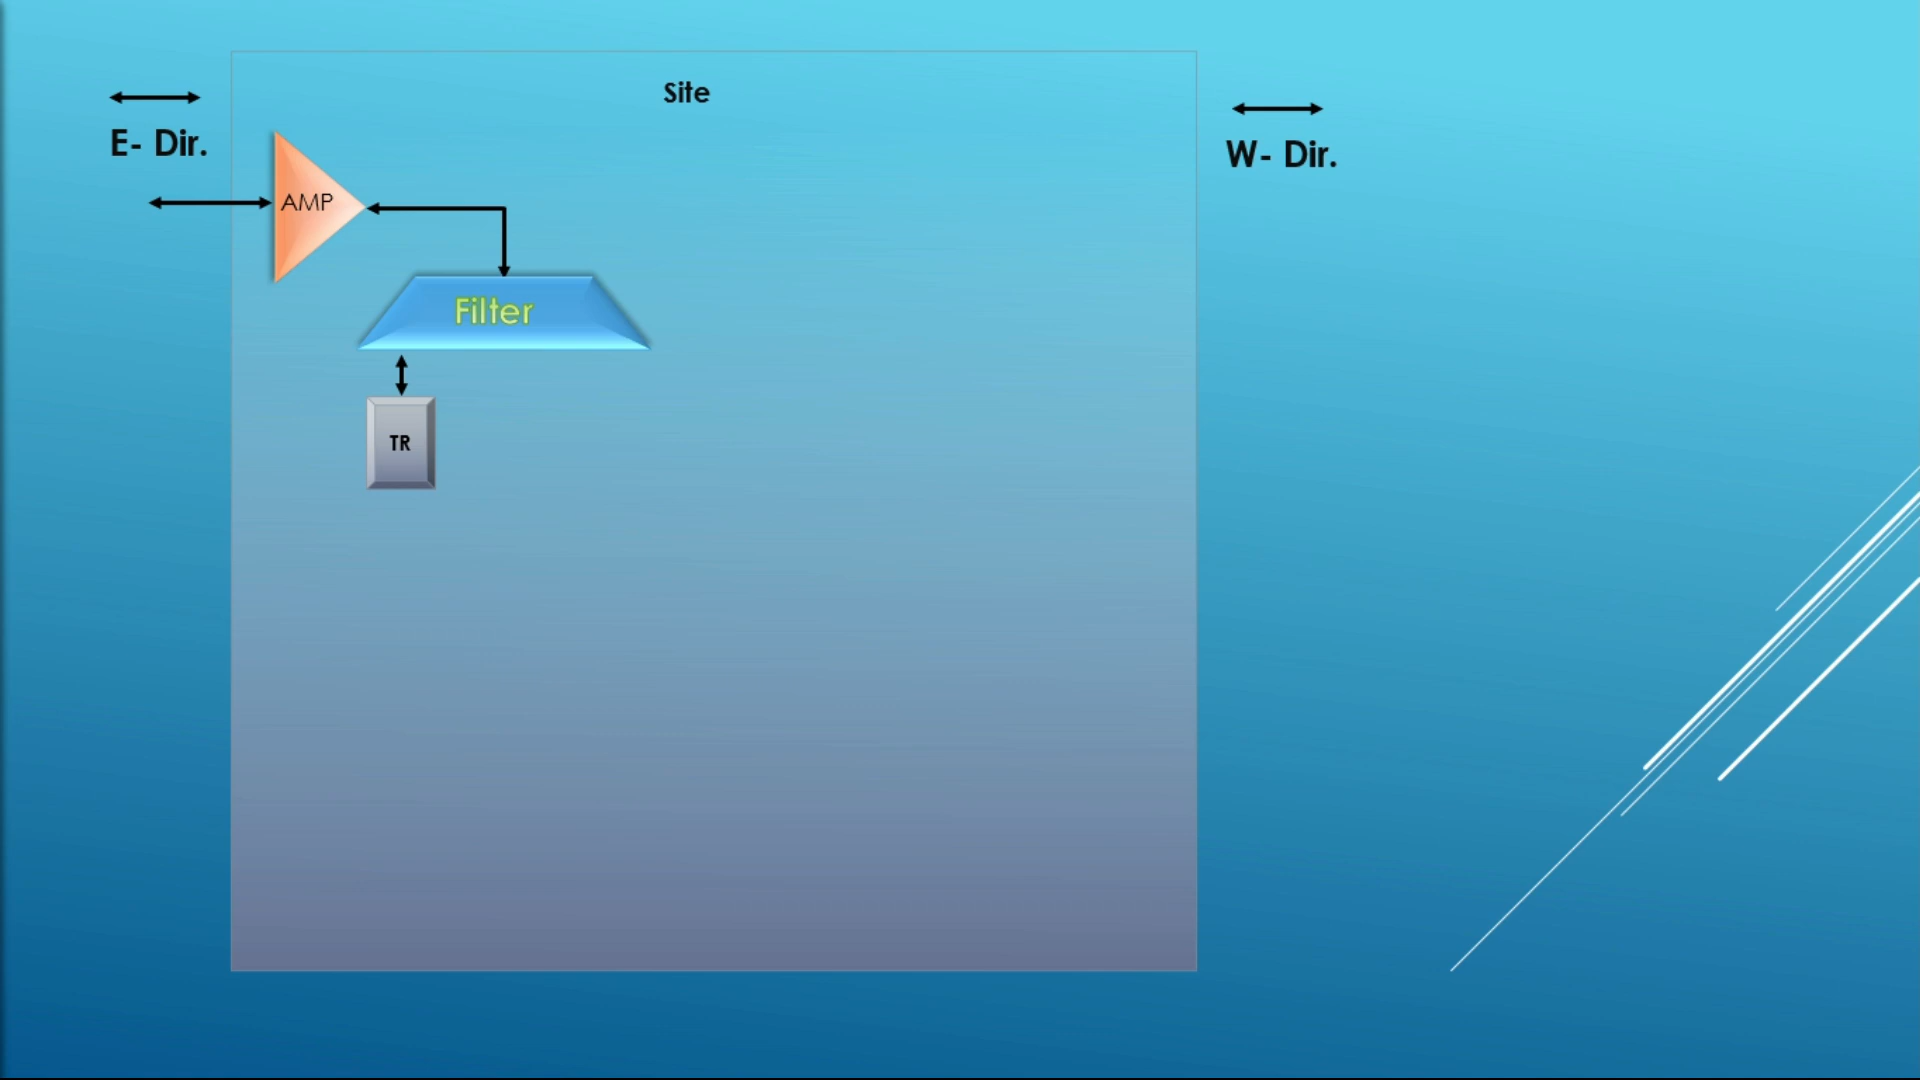 Site
E- Dir.
W- Dir.
AMP
Filter
TR